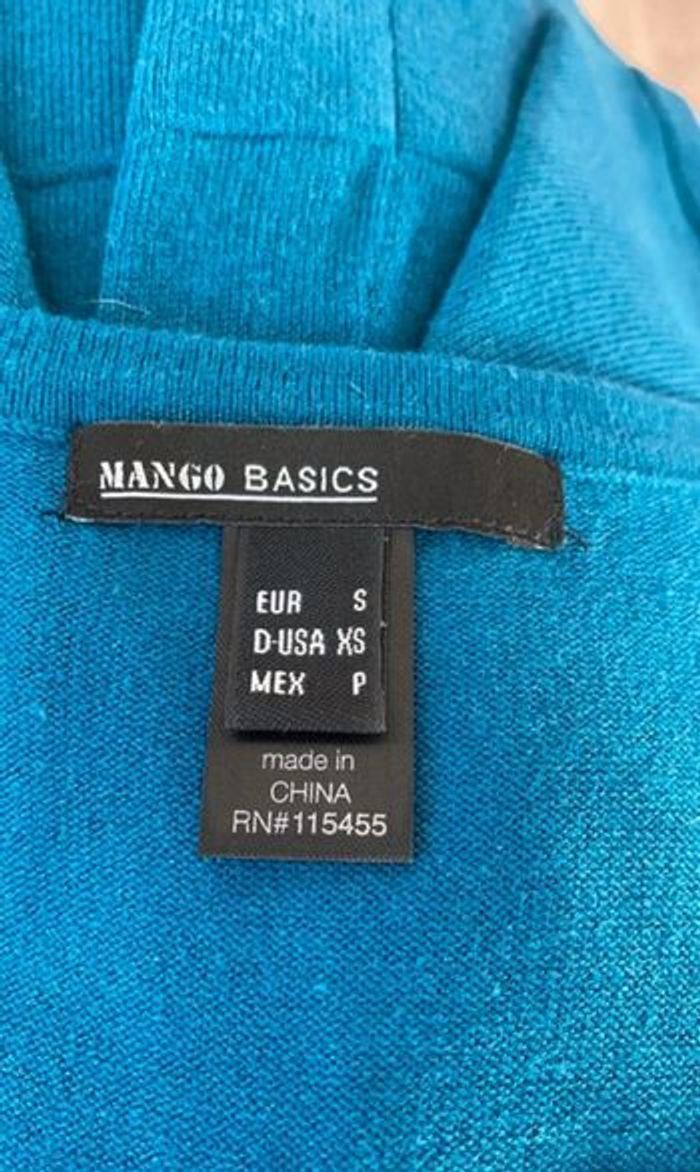 MANGO BASICS
EUR S
D-USA XS
MEX P
made in
CHINA
RN#115455